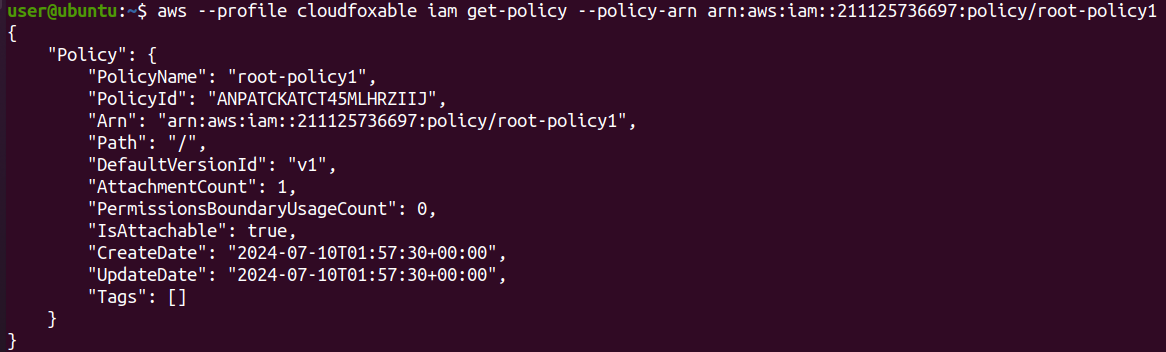 user@ubuntu:~$ aws --profile cloudfoxable iam get-policy --policy-arn arn:aws:iam::211125736697:policy/root-policy1
{
    "Policy": {
        "PolicyName": "root-policy1",
        "PolicyId": "ANPATCKATCT45MLHRZIIJ",
        "Arn": "arn:aws:iam::211125736697:policy/root-policy1",
        "Path": "/",
        "DefaultVersionId": "v1",
        "AttachmentCount": 1,
        "PermissionsBoundaryUsageCount": 0,
        "IsAttachable": true,
        "CreateDate": "2024-07-10T01:57:30+00:00",
        "UpdateDate": "2024-07-10T01:57:30+00:00",
        "Tags": []
    }
}